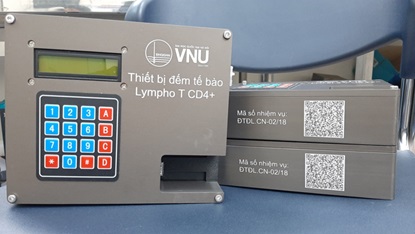 VNU
Thiết bị đếm tế bào
Lympho T CD4+
1 2 3 A
4 5 6 B
7 8 9 C
* 0 # D
Mã số nhiệm vụ:
ĐTĐL.CN-02/18
Mã số nhiệm vụ:
ĐTĐL.CN-02/18